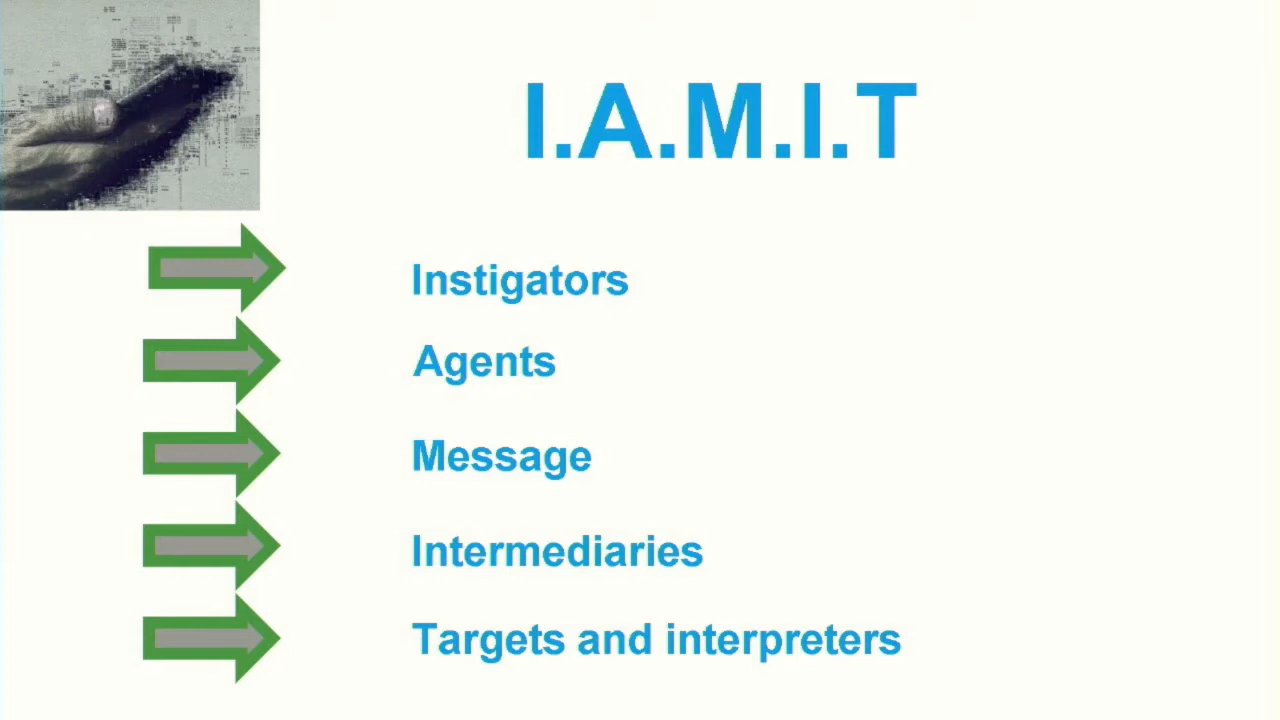 I.A.M.I.T
Instigators
Agents
Message
Intermediaries
Targets and interpreters